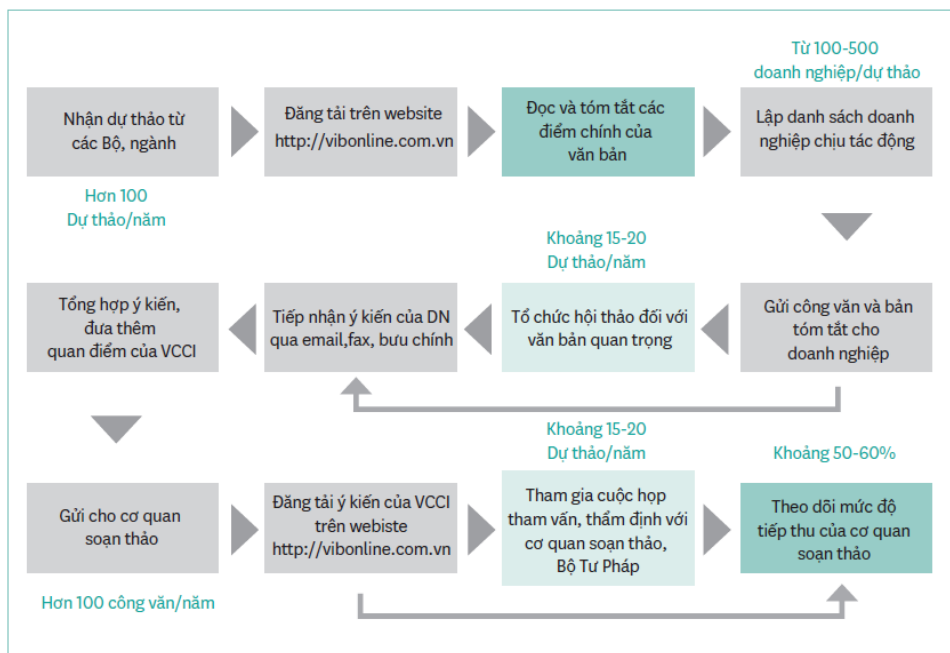 Từ 100-500
doanh nghiệp/dự thảo
Nhận dự thảo từ
các Bộ, ngành
Đăng tải trên website
http://vibonline.com.vn
Đọc và tóm tắt các
điểm chính của
văn bản
Lập danh sách doanh
nghiệp chịu tác động
Hơn 100
Dự thảo/năm
Khoảng 15-20
Dự thảo/năm
Gửi công văn và bản
tóm tắt cho
doanh nghiệp
Tổ chức hội thảo đối với
văn bản quan trọng
Tiếp nhận ý kiến của DN
qua email,fax, bưu chính
Tổng hợp ý kiến,
đưa thêm
quan điểm của VCCI
Khoảng 15-20
Dự thảo/năm
Khoảng 50-60%
Gửi cho cơ quan
soạn thảo
Đăng tải ý kiến của VCCI
trên webiste
http://vibonline.com.vn
Tham gia cuộc họp
tham vấn, thẩm định với
cơ quan soạn thảo,
Bộ Tư Pháp
Theo dõi mức độ
tiếp thu của cơ quan
soạn thảo
Hơn 100 công văn/năm